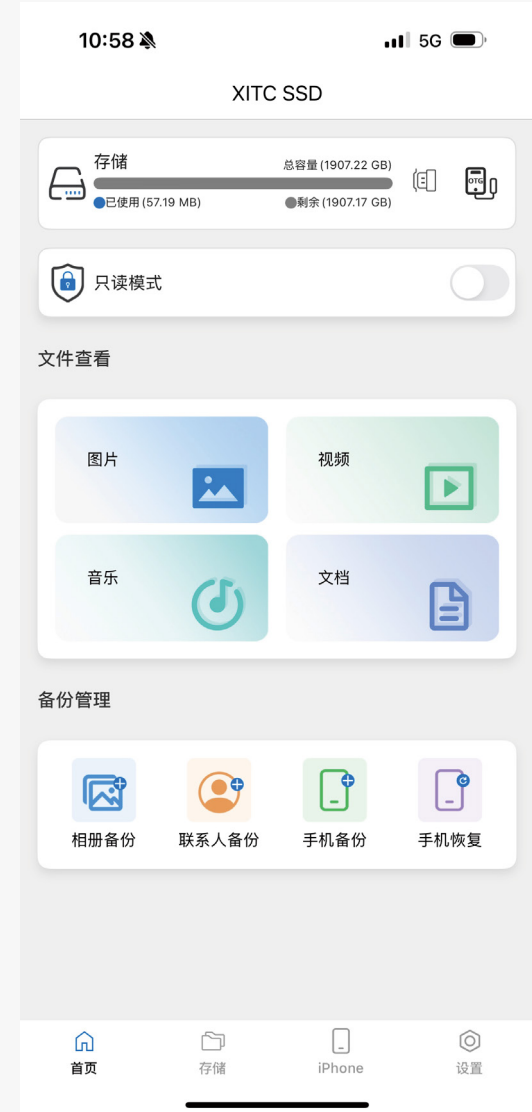 10:58 5G
XITC SSD
存储 总容量 (1907.22 GB)
OTG
已使用 (57.19 MB) 剩余 (1907.17 GB)
只读模式
文件查看
图片 视频
音乐 文档
备份管理
相册备份 联系人备份 手机备份 手机恢复
首页 存储 iPhone 设置